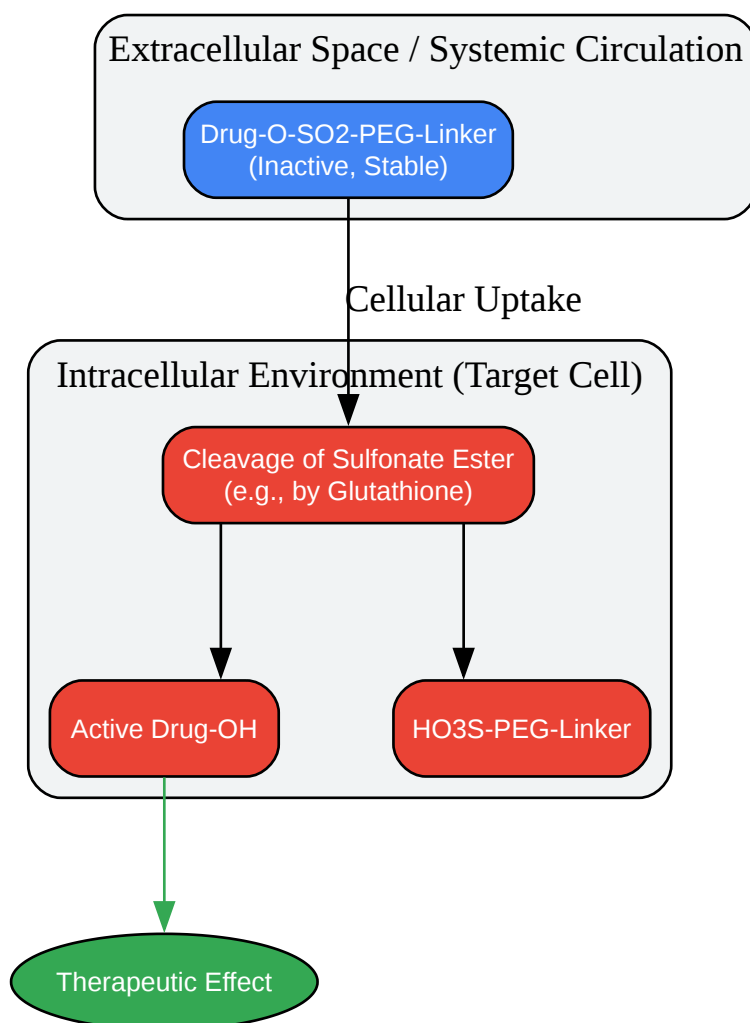 Extracellular Space / Systemic Circulation
Drug-O-SO2-PEG-Linker
(Inactive, Stable)
Cellular Uptake
Intracellular Environment (Target Cell)
Cleavage of Sulfonate Ester
(e.g., by Glutathione)
Active Drug-OH
HO3S-PEG-Linker
Therapeutic Effect